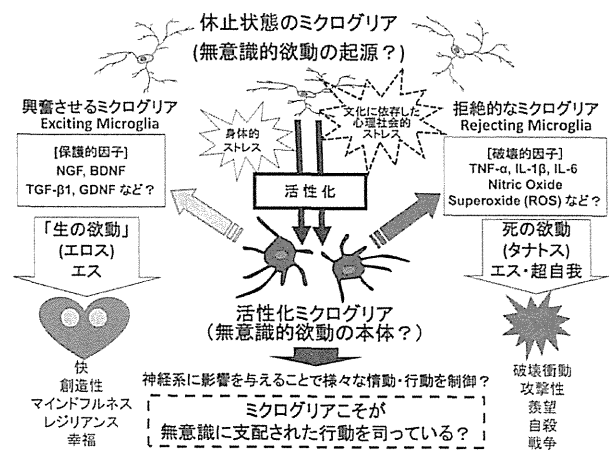 休止状態のミクログリア
(無意識的欲動の起源？)
興奮させるミクログリア
Exciting Microglia
身体的
ストレス
文化に依存した
心理社会的
ストレス
拒絶的なミクログリア
Rejecting Microglia
[保護的因子]
NGF, BDNF
TGF-β1, GDNF など？
活性化
[破壊的因子]
TNF-α, IL-1β, IL-6
Nitric Oxide
Superoxide (ROS) など？
「生の欲動」
(エロス)
エス
死の欲動
(タナトス)
エス・超自我
活性化ミクログリア
(無意識的欲動の本体？)
快
創造性
マインドフルネス
レジリアンス
幸福
神経系に影響を与えることで様々な情動・行動を制御？
ミクログリアこそが
無意識に支配された行動を司っている？
破壊衝動
攻撃性
羨望
自殺
戦争